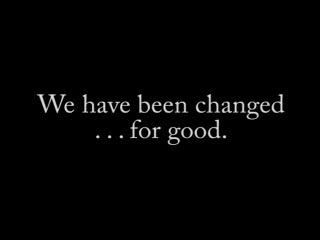 We have been changed
. . . for good.